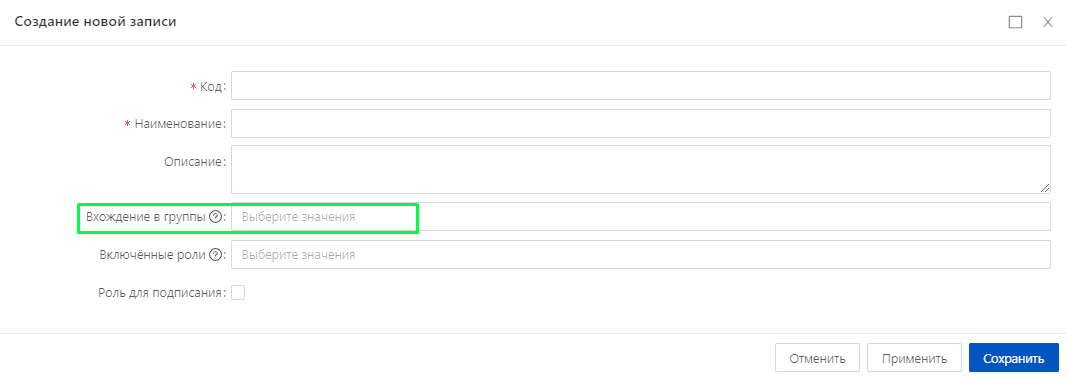 Создание новой записи
* Код:
* Наименование:
Описание:
Вхождение в группы ?: Выберите значения
Включённые роли ?: Выберите значения
Роль для подписания:
Отменить Применить Сохранить